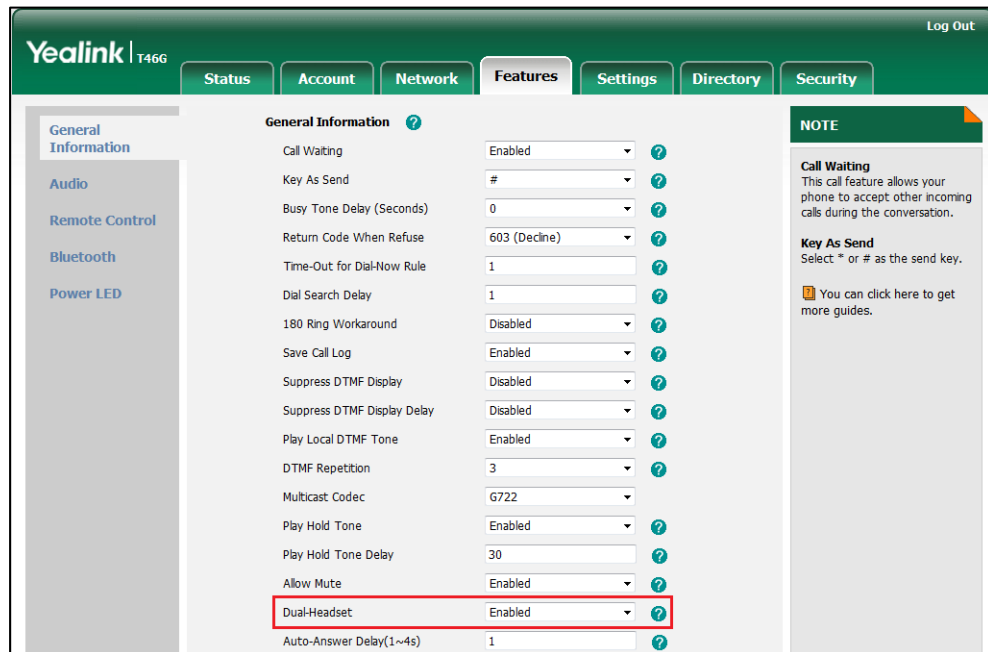 Log Out
Yealink T46G
Status Account Network Features Settings Directory Security
General
Information
Audio
Remote Control
Bluetooth
Power LED
General Information ?
Call Waiting Enabled ?
Key As Send # ?
Busy Tone Delay (Seconds) 0 ?
Return Code When Refuse 603 (Decline) ?
Time-Out for Dial-Now Rule 1 ?
Dial Search Delay 1 ?
180 Ring Workaround Disabled ?
Save Call Log Enabled ?
Suppress DTMF Display Disabled ?
Suppress DTMF Display Delay Disabled ?
Play Local DTMF Tone Enabled ?
DTMF Repetition 3 ?
Multicast Codec G722
Play Hold Tone Enabled ?
Play Hold Tone Delay 30 ?
Allow Mute Enabled ?
Dual-Headset Enabled ?
Auto-Answer Delay(1~4s) 1 ?
NOTE
Call Waiting
This call feature allows your
phone to accept other incoming
calls during the conversation.
Key As Send
Select * or # as the send key.
? You can click here to get
more guides.